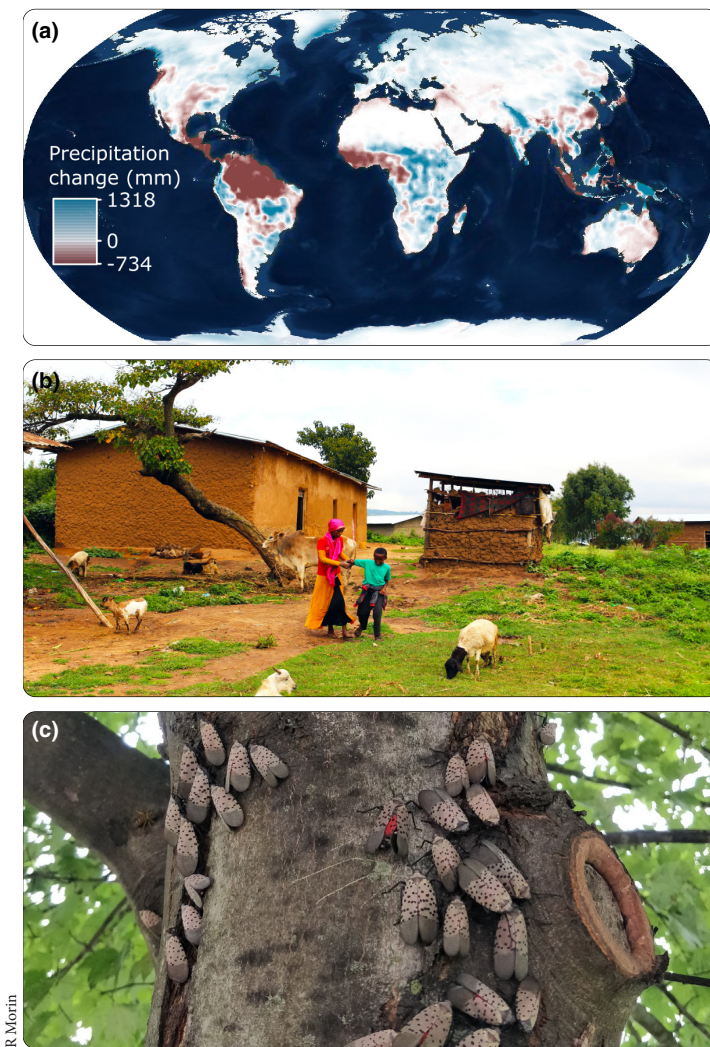 (a)
Precipitation
change (mm)
1318
0
-734
(b)
(c)
R Morin